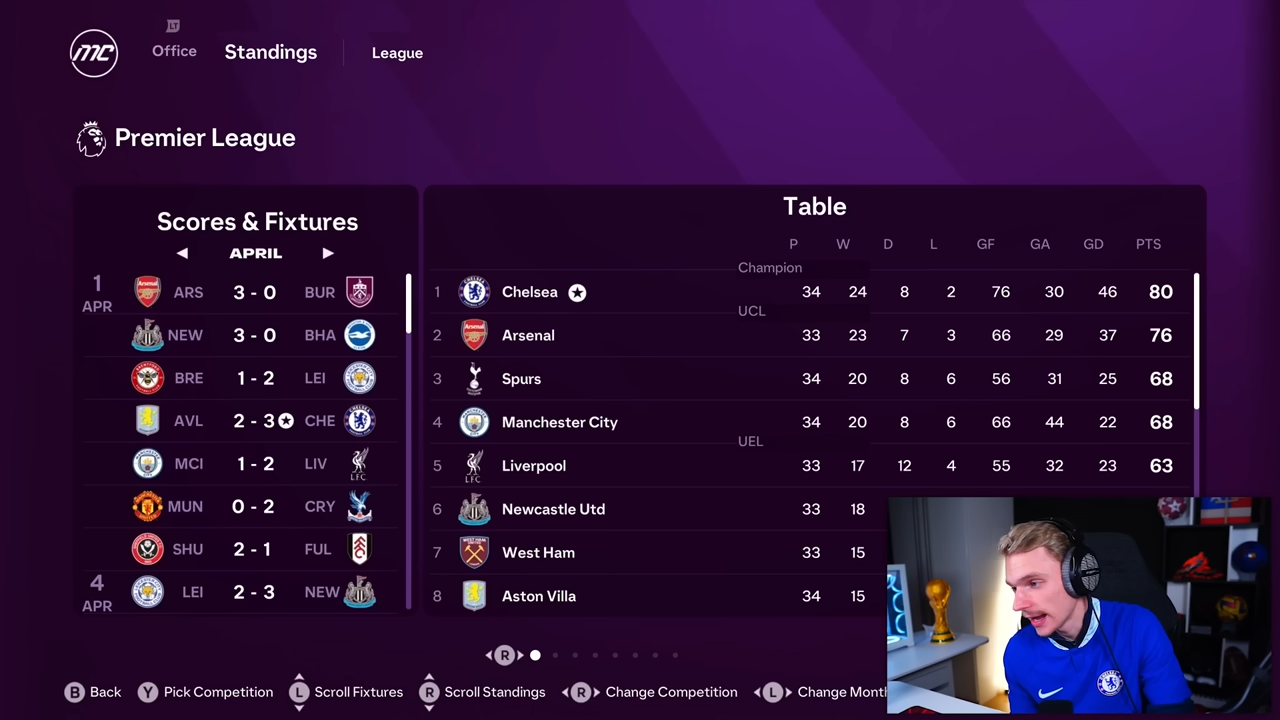 LT
MC Office Standings League
Premier League
Scores & Fixtures
APRIL
1 APR ARS 3 - 0 BUR
NEW 3 - 0 BHA
BRE 1 - 2 LEI
AVL 2 - 3 CHE
MCI 1 - 2 LIV
MUN 0 - 2 CRY
SHU 2 - 1 FUL
4 APR LEI 2 - 3 NEW
Table
P W D L GF GA GD PTS
Champion
1 Chelsea 34 24 8 2 76 30 46 80
UCL
2 Arsenal 33 23 7 3 66 29 37 76
3 Spurs 34 20 8 6 56 31 25 68
4 Manchester City 34 20 8 6 66 44 22 68
UEL
5 Liverpool 33 17 12 4 55 32 23 63
6 Newcastle Utd 33 18
7 West Ham 33 15
8 Aston Villa 34 15
R
B Back Y Pick Competition L Scroll Fixtures R Scroll Standings R Change Competition L Change Month